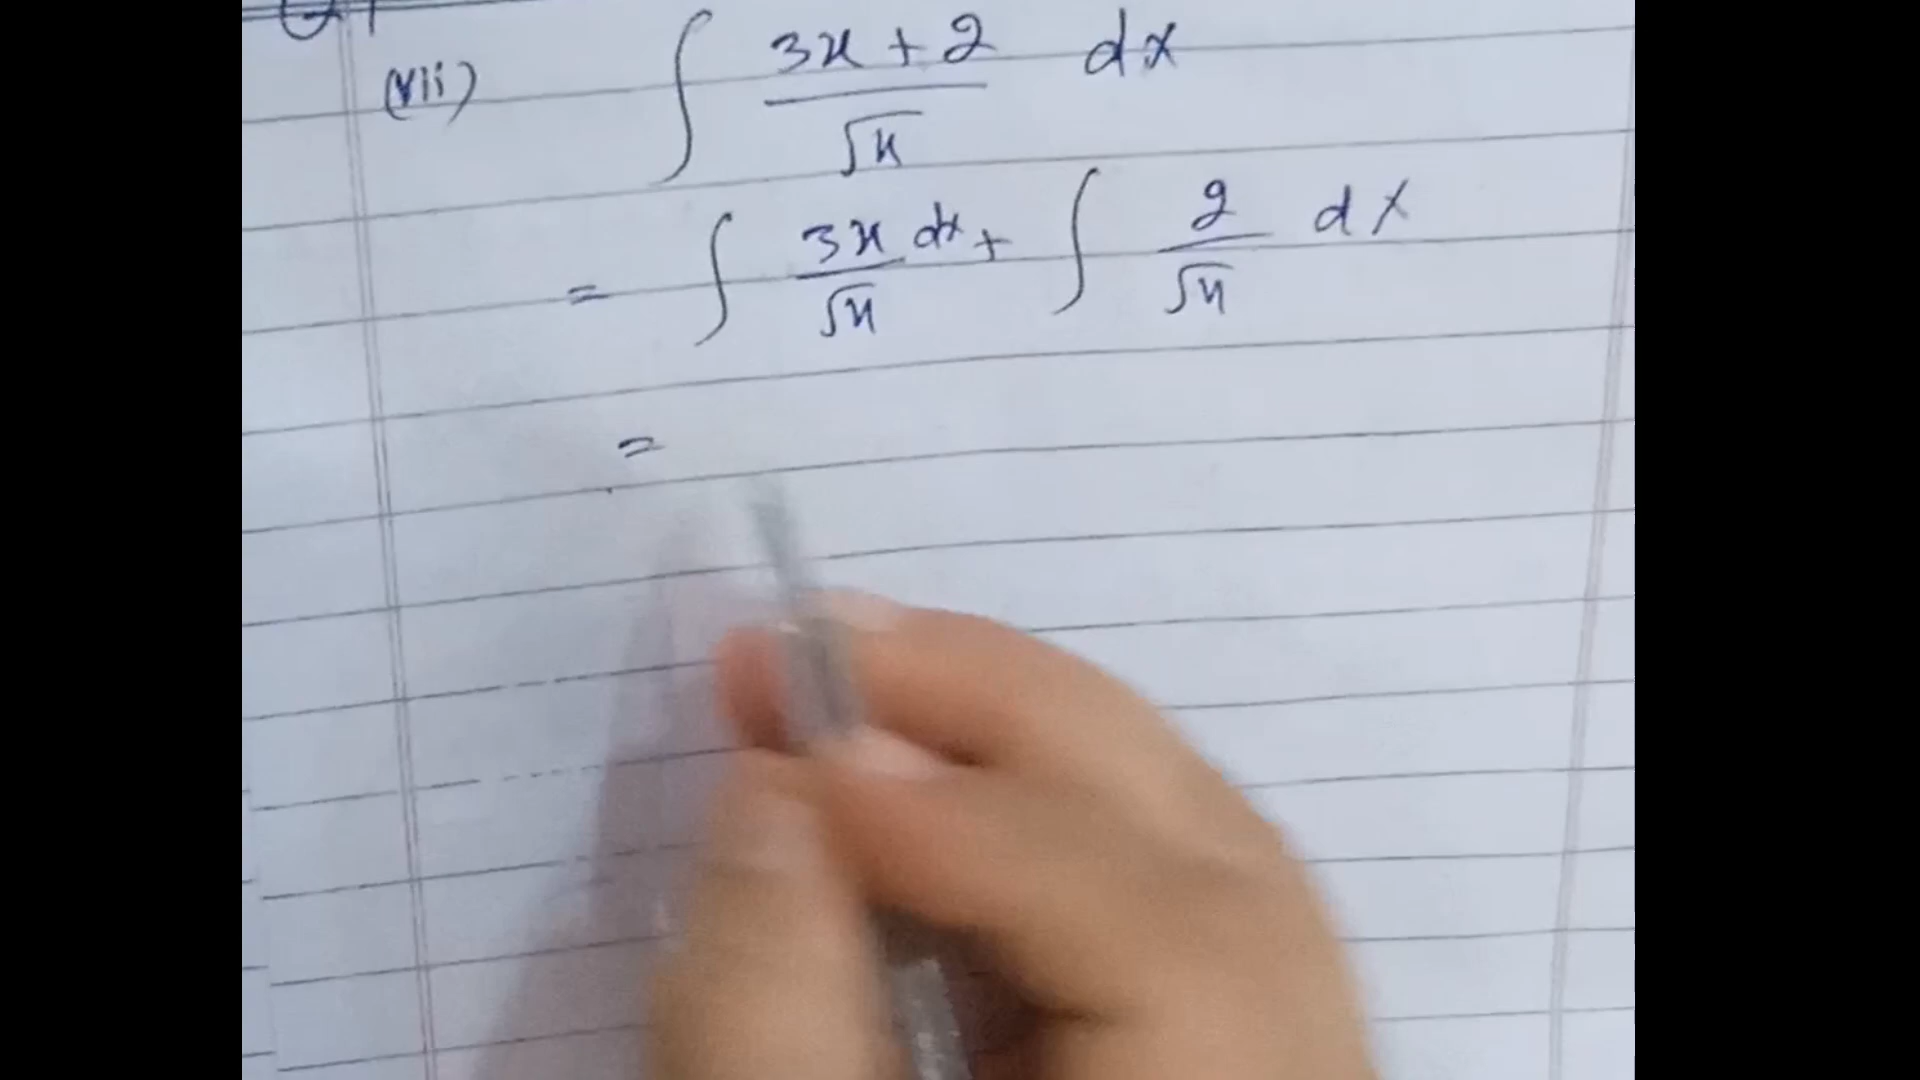 (vii) ∫ 3x + 2 / √x dx
= ∫ 3x / √x dx + ∫ 2 / √x dx
=